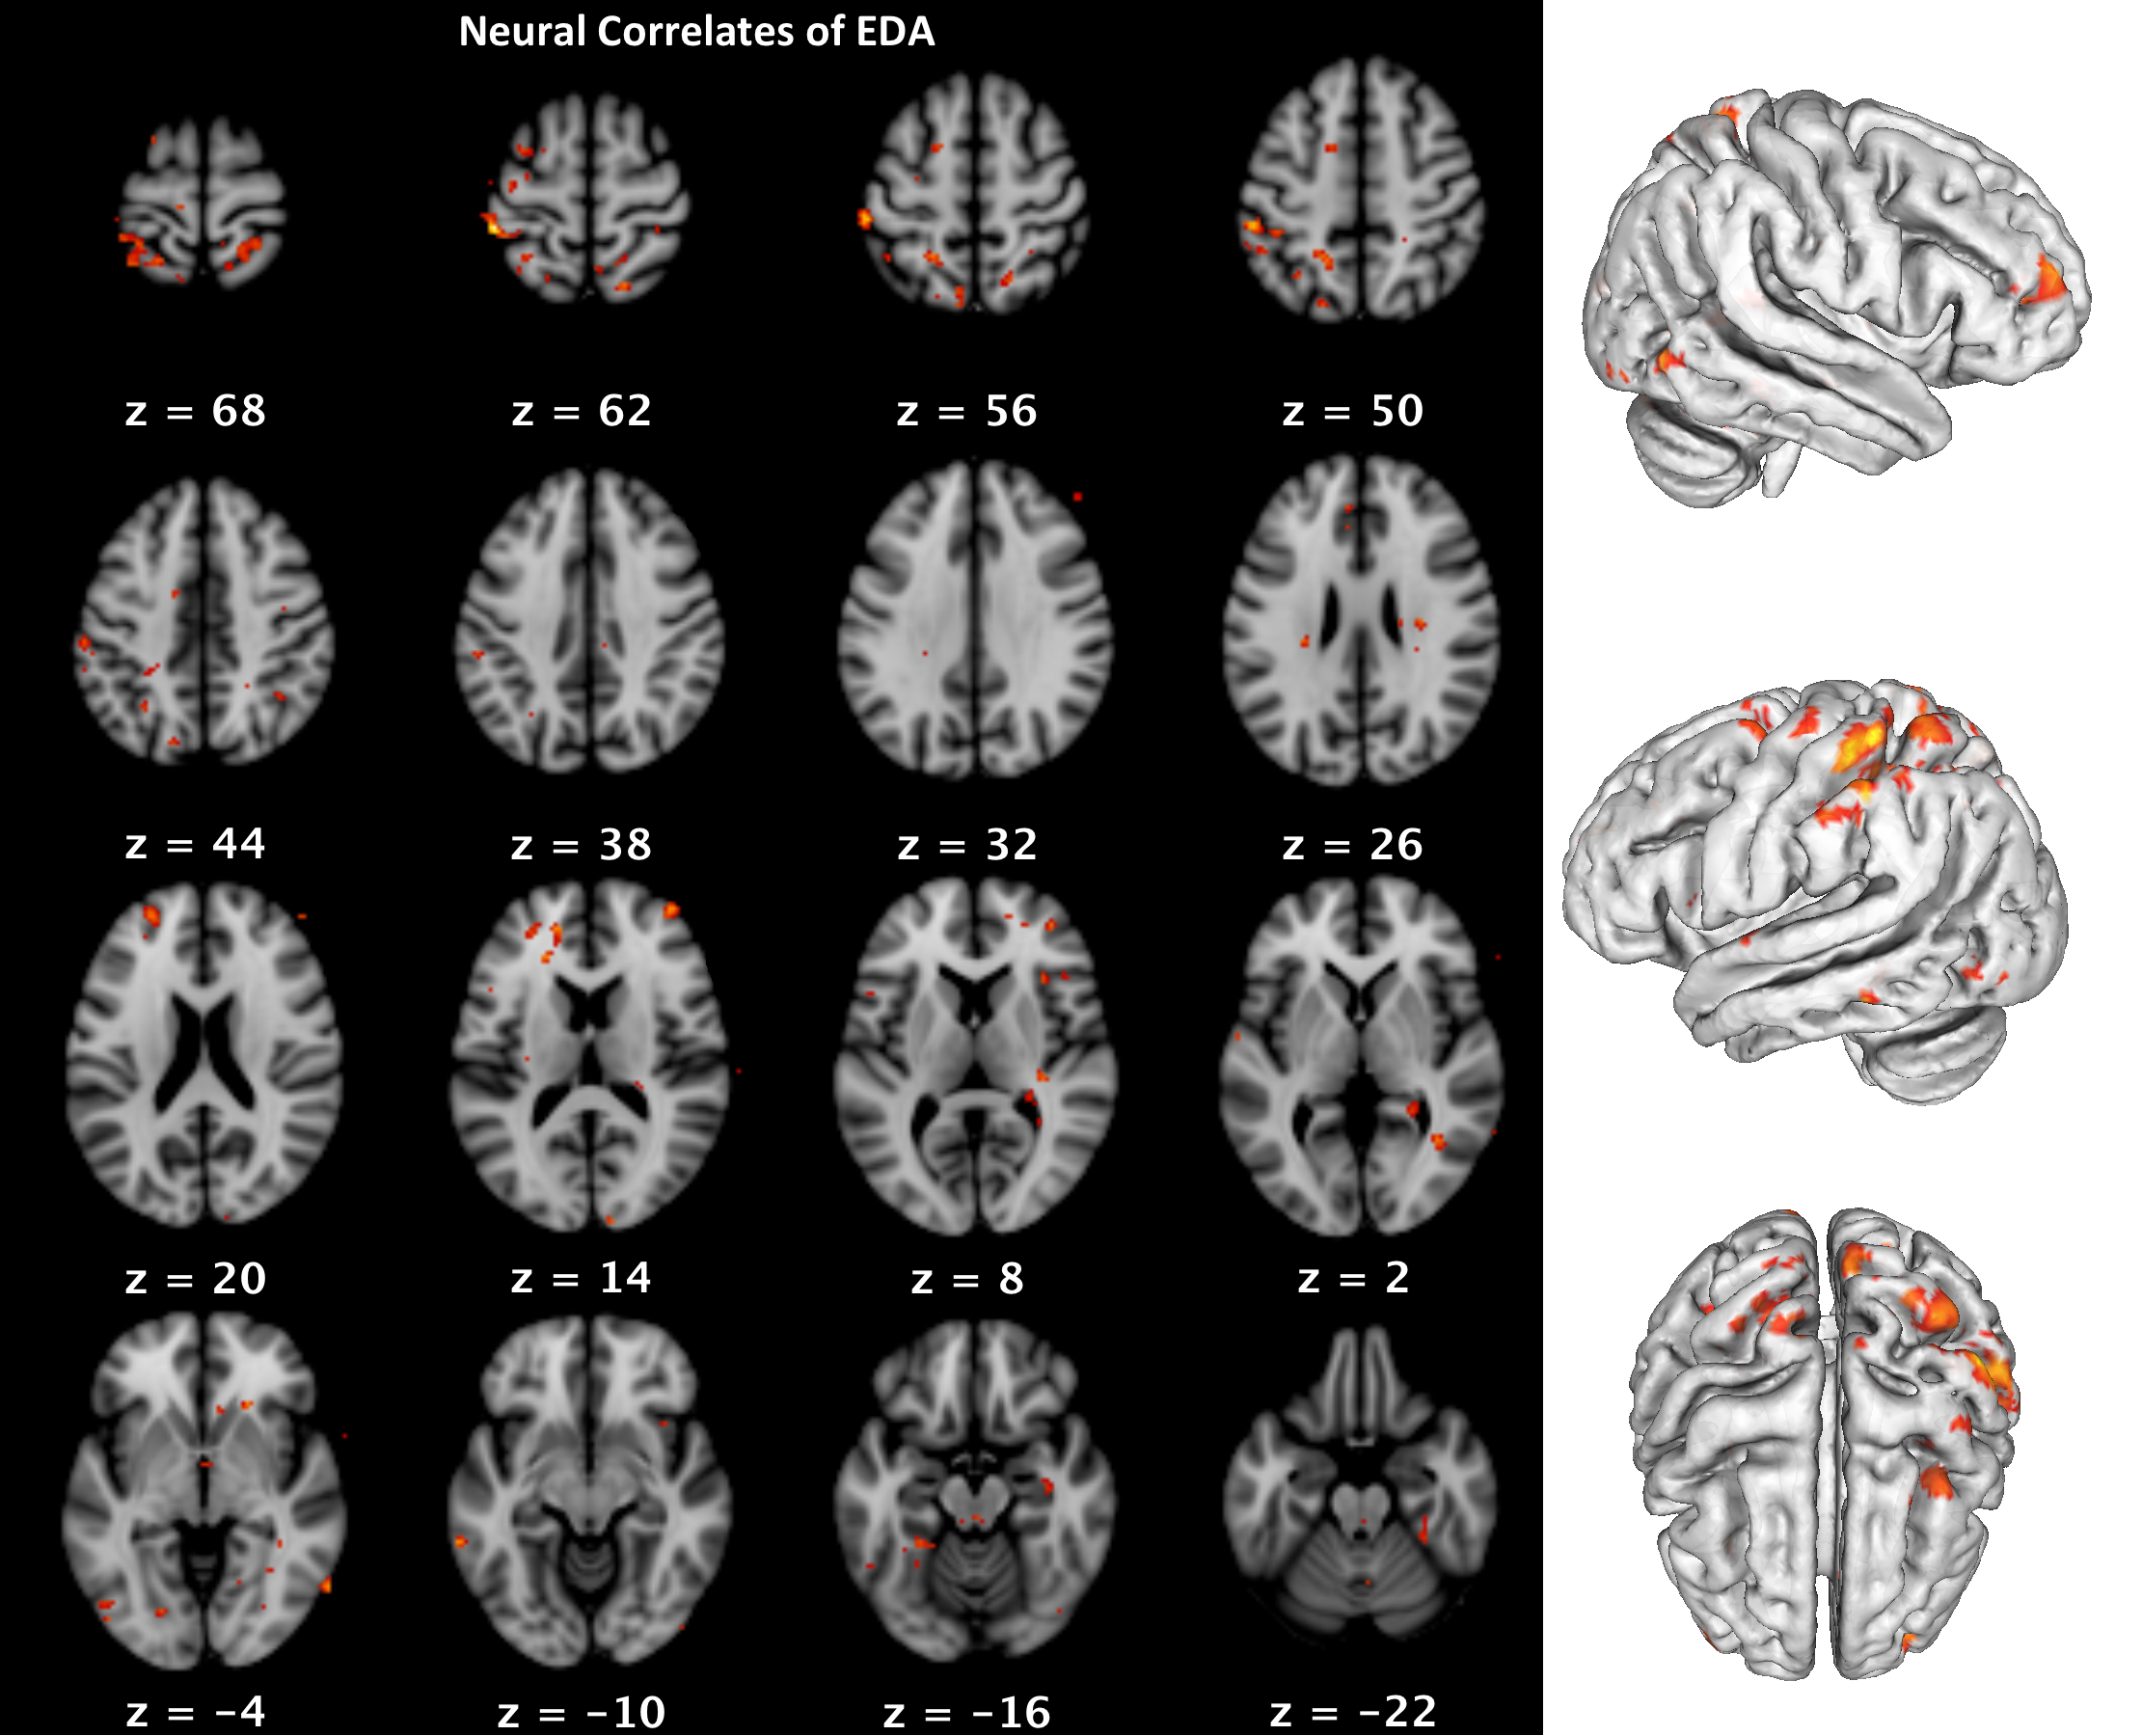 Neural Correlates of EDA
z = 68 z = 62 z = 56 z = 50
z = 44 z = 38 z = 32 z = 26
z = 20 z = 14 z = 8 z = 2
z = −4 z = −10 z = −16 z = −22